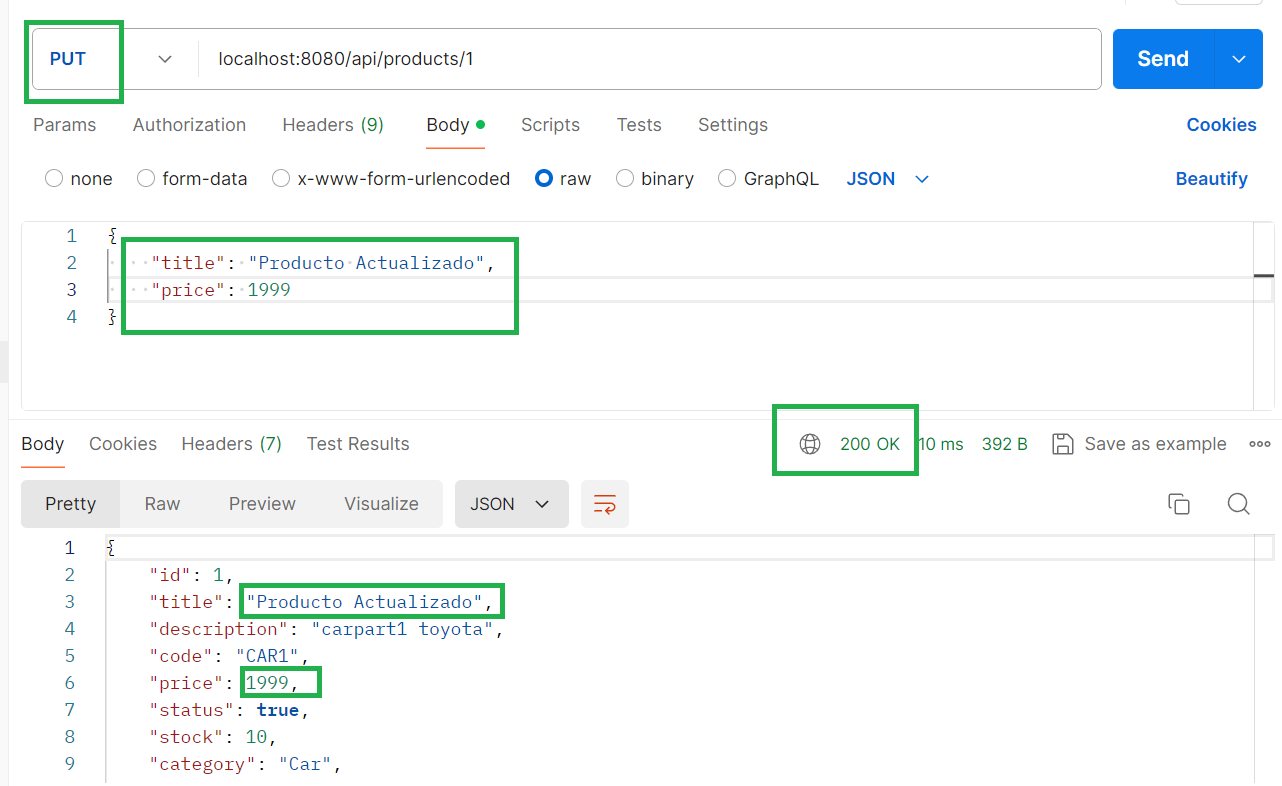 PUT localhost:8080/api/products/1 Send
Params Authorization Headers (9) Body Scripts Tests Settings Cookies
none form-data x-www-form-urlencoded raw binary GraphQL JSON Beautify
1 {
2 "title": "Producto Actualizado",
3 "price": 1999
4 }
Body Cookies Headers (7) Test Results 200 OK 10 ms 392 B Save as example
Pretty Raw Preview Visualize JSON
1 {
2 "id": 1,
3 "title": "Producto Actualizado",
4 "description": "carpart1 toyota",
5 "code": "CAR1",
6 "price": 1999,
7 "status": true,
8 "stock": 10,
9 "category": "Car",